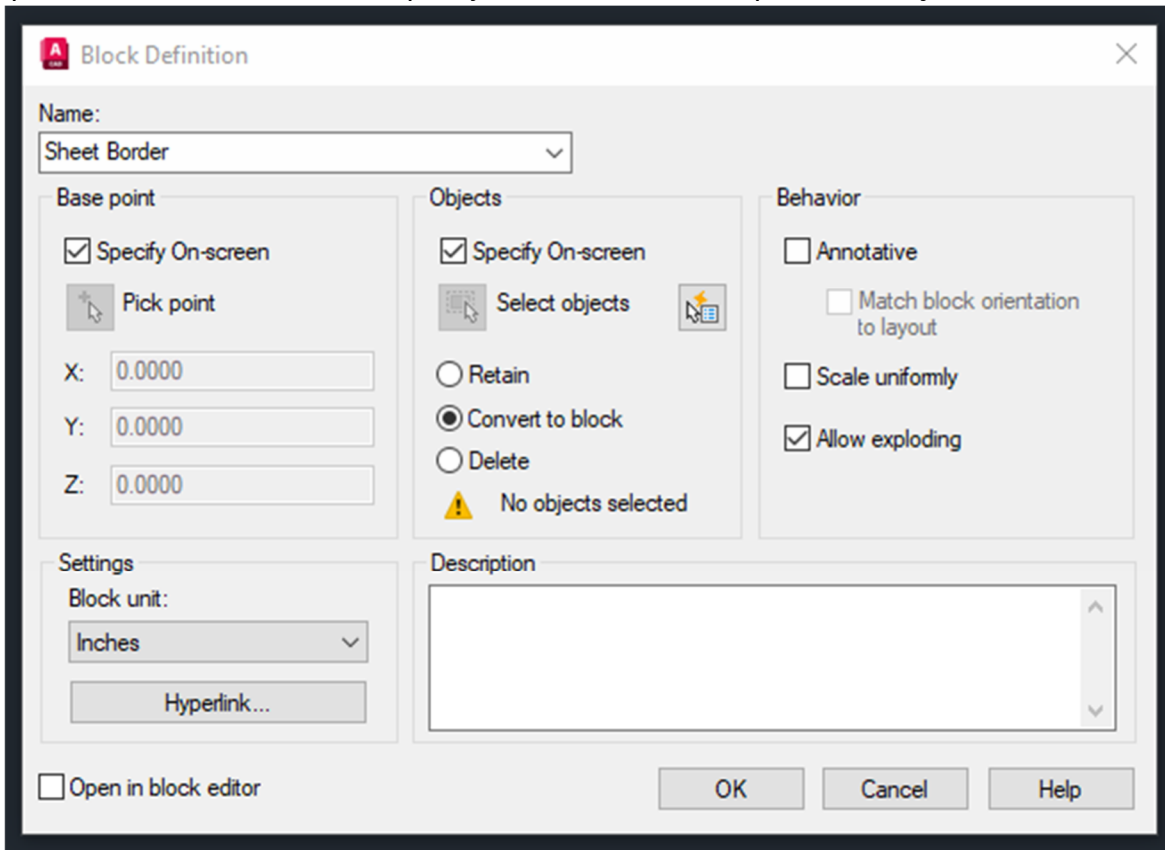 Block Definition
Name:
Sheet Border
Base point
Specify On-screen
Pick point
X: 0.0000
Y: 0.0000
Z: 0.0000
Objects
Specify On-screen
Select objects
Retain
Convert to block
Delete
No objects selected
Behavior
Annotative
Match block orientation
to layout
Scale uniformly
Allow exploding
Settings
Block unit:
Inches
Hyperlink...
Description
Open in block editor
OK Cancel Help